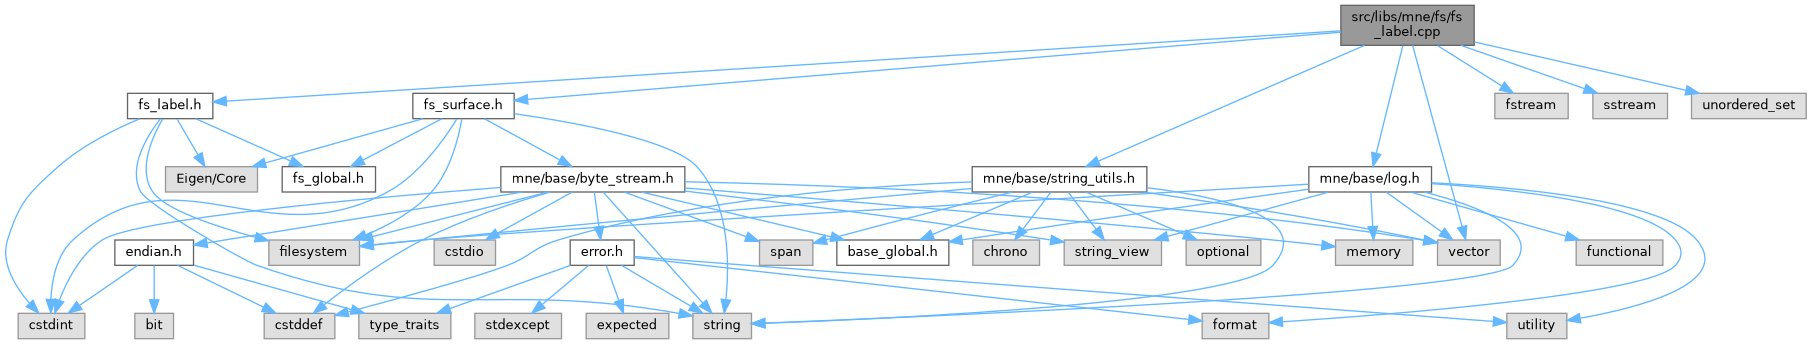 src/libs/mne/fs/fs
_label.cpp
fs_label.h
fs_surface.h
fstream
sstream
unordered_set
Eigen/Core
fs_global.h
mne/base/byte_stream.h
mne/base/string_utils.h
mne/base/log.h
endian.h
filesystem
cstdio
error.h
span
base_global.h
chrono
string_view
optional
memory
vector
functional
cstdint
bit
cstddef
type_traits
stdexcept
expected
string
format
utility